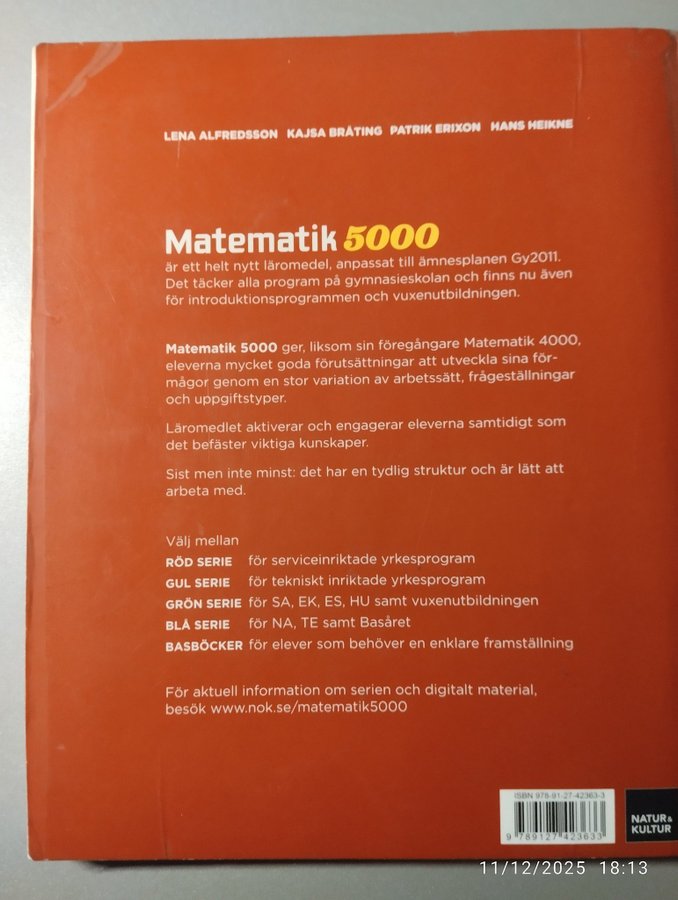 LENA ALFREDSSON KAJSA BRÅTING PATRIK ERIXON HANS HEIKNE
Matematik 5000
är ett helt nytt läromedel, anpassat till ämnesplanen Gy2011.
Det täcker alla program på gymnasieskolan och finns nu även
för introduktionsprogrammen och vuxenutbildningen.
Matematik 5000 ger, liksom sin föregångare Matematik 4000,
eleverna mycket goda förutsättningar att utveckla sina för-
mågor genom en stor variation av arbetssätt, frågeställningar
och uppgiftstyper.
Läromedlet aktiverar och engagerar eleverna samtidigt som
det befäster viktiga kunskaper.
Sist men inte minst: det har en tydlig struktur och är lätt att
arbeta med.
Välj mellan
RÖD SERIE för serviceinriktade yrkesprogram
GUL SERIE för tekniskt inriktade yrkesprogram
GRÖN SERIE för SA, EK, ES, HU samt vuxenutbildningen
BLÅ SERIE för NA, TE samt Basåret
BASBÖCKER för elever som behöver en enklare framställning
För aktuell information om serien och digitalt material,
besök www.nok.se/matematik5000
ISBN 978-91-27-42363-3
9 789127 423633
NATUR &
KULTUR
11/12/2025 18:13